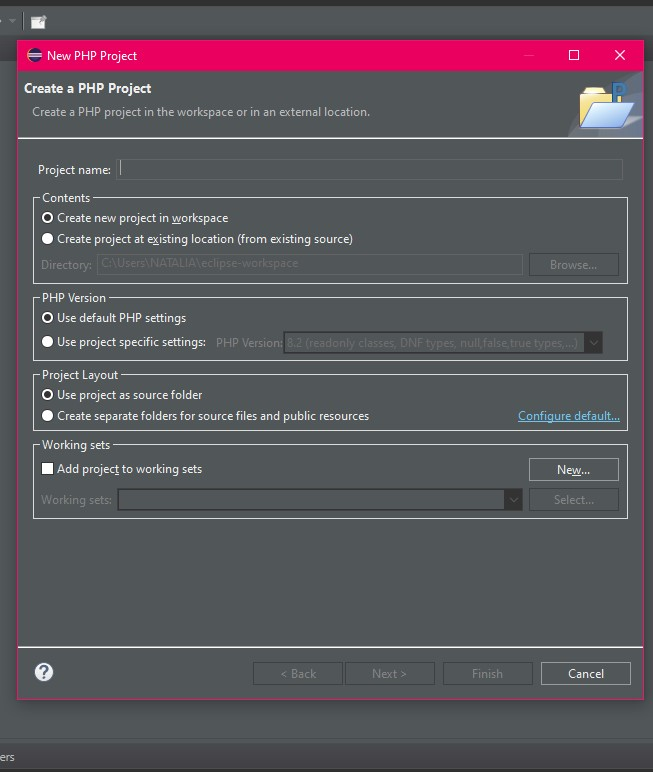 New PHP Project
Create a PHP Project
Create a PHP project in the workspace or in an external location.
Project name:
Contents
Create new project in workspace
Create project at existing location (from existing source)
Directory: C:\Users\NATALIA\eclipse-workspace Browse...
PHP Version
Use default PHP settings
Use project specific settings: PHP Version: 8.2 (readonly classes, DNF types, null,false,true types,...)
Project Layout
Use project as source folder
Create separate folders for source files and public resources Configure default...
Working sets
Add project to working sets New...
Working sets: Select...
? < Back Next > Finish Cancel
ers